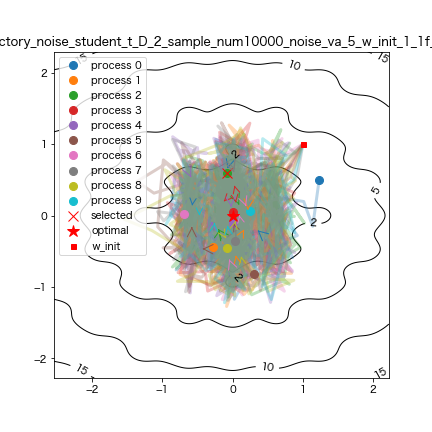 ctory_noise_student_t_D_2_sample_num10000_noise_va_5_w_init_1_1f_
process 0
process 1
process 2
process 3
process 4
process 5
process 6
process 7
process 8
process 9
selected
optimal
w_init
2
1
0
−1
−2
−2
−1
0
1
2
10
15
5
2
2
2
15
10
15